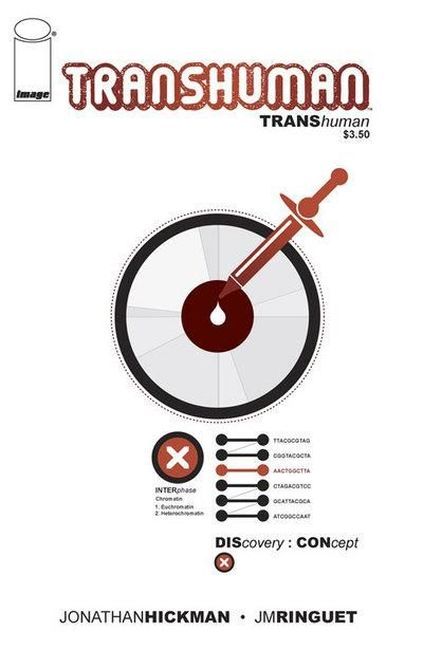 image
TRANSHUMAN
TRANShuman
$3.50
INTERphase
Chromatin
1. Euchromatin
2. Heterochromatin
TTACGCGTAG
CGGTACGCTA
AACTGGCTTA
CTAGACGTCC
GCATTACGCA
ATCGGCCAAT
DIScovery : CONcept
JONATHANHICKMAN • JMRINGUET